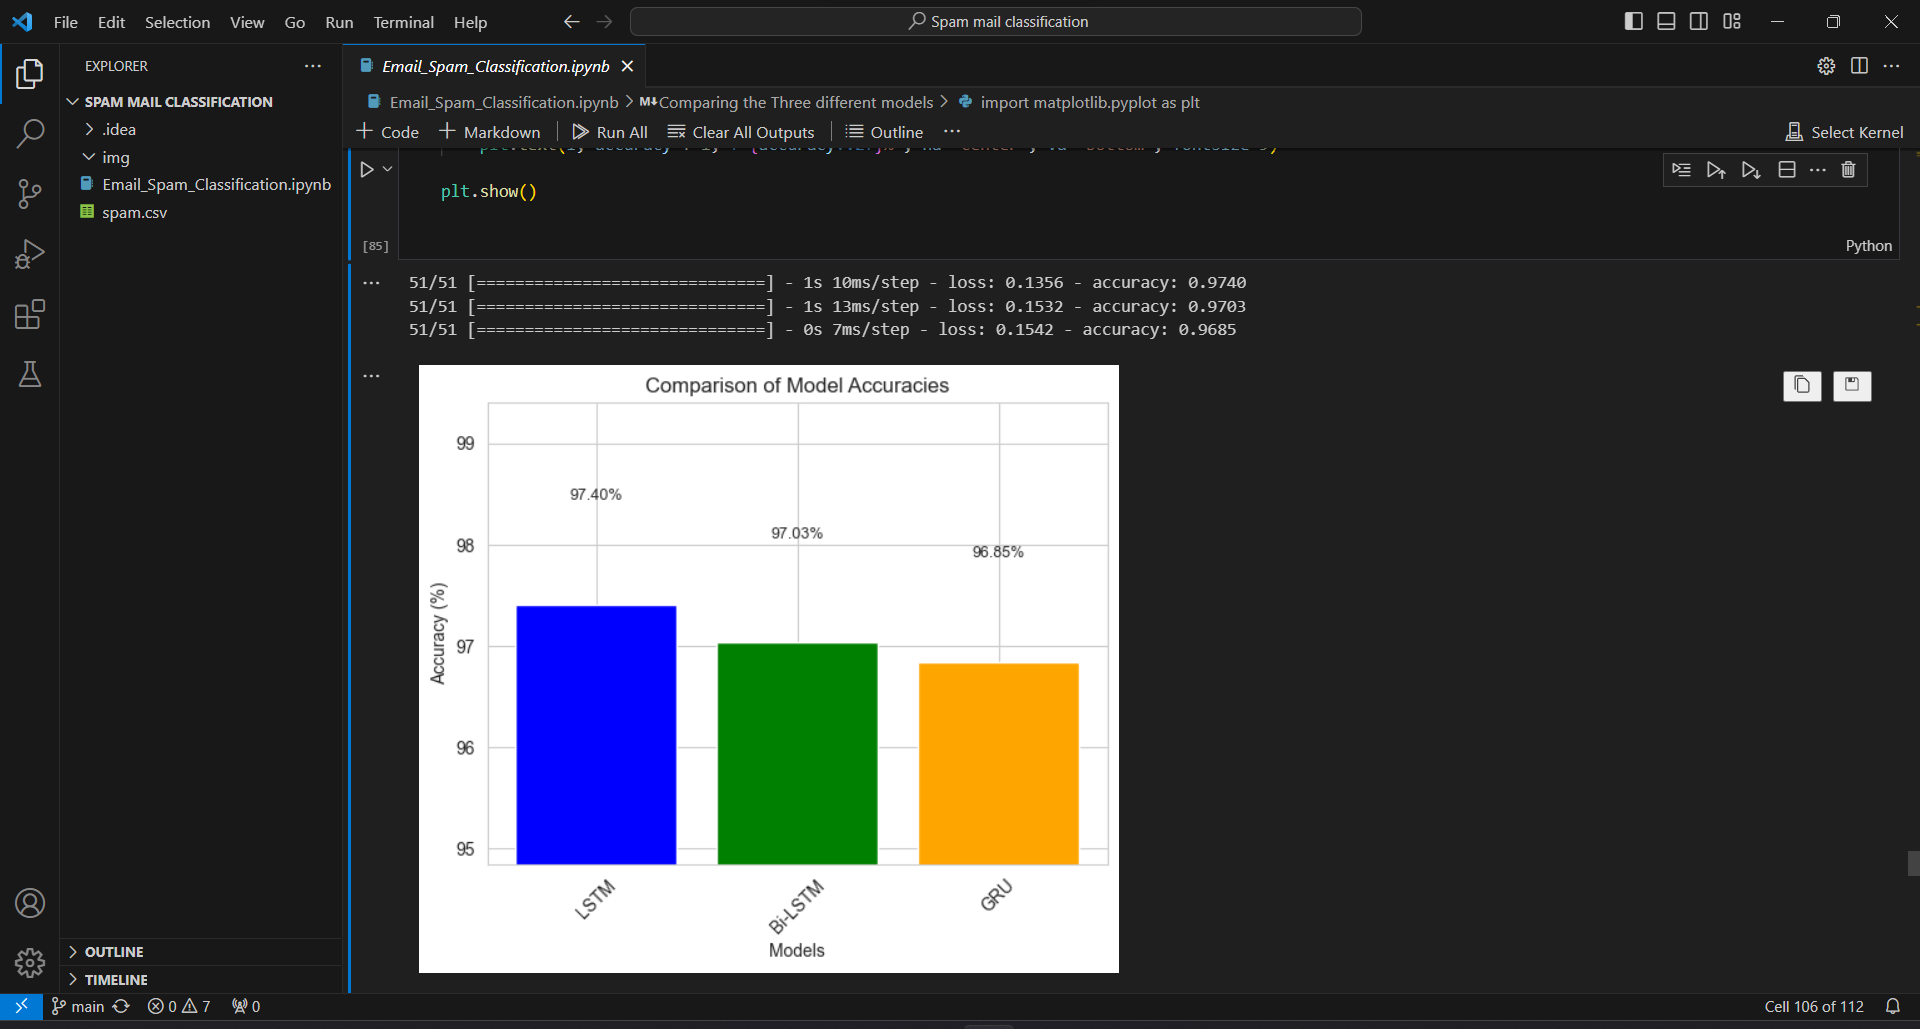 File Edit Selection View Go Run Terminal Help
Spam mail classification
EXPLORER
SPAM MAIL CLASSIFICATION
.idea
img
Email_Spam_Classification.ipynb
spam.csv
OUTLINE
TIMELINE
Email_Spam_Classification.ipynb
Email_Spam_Classification.ipynb > M↓Comparing the Three different models > import matplotlib.pyplot as plt
+ Code + Markdown Run All Clear All Outputs Outline ...
Select Kernel
plt.show()
[85]
Python
51/51 [==============================] - 1s 10ms/step - loss: 0.1356 - accuracy: 0.9740
51/51 [==============================] - 1s 13ms/step - loss: 0.1532 - accuracy: 0.9703
51/51 [==============================] - 0s 7ms/step - loss: 0.1542 - accuracy: 0.9685
Comparison of Model Accuracies
99
97.40%
97.03%
98
96.85%
Accuracy (%)
97
96
95
LSTM
Bi-LSTM
GRU
Models
main
0 7
0
Cell 106 of 112